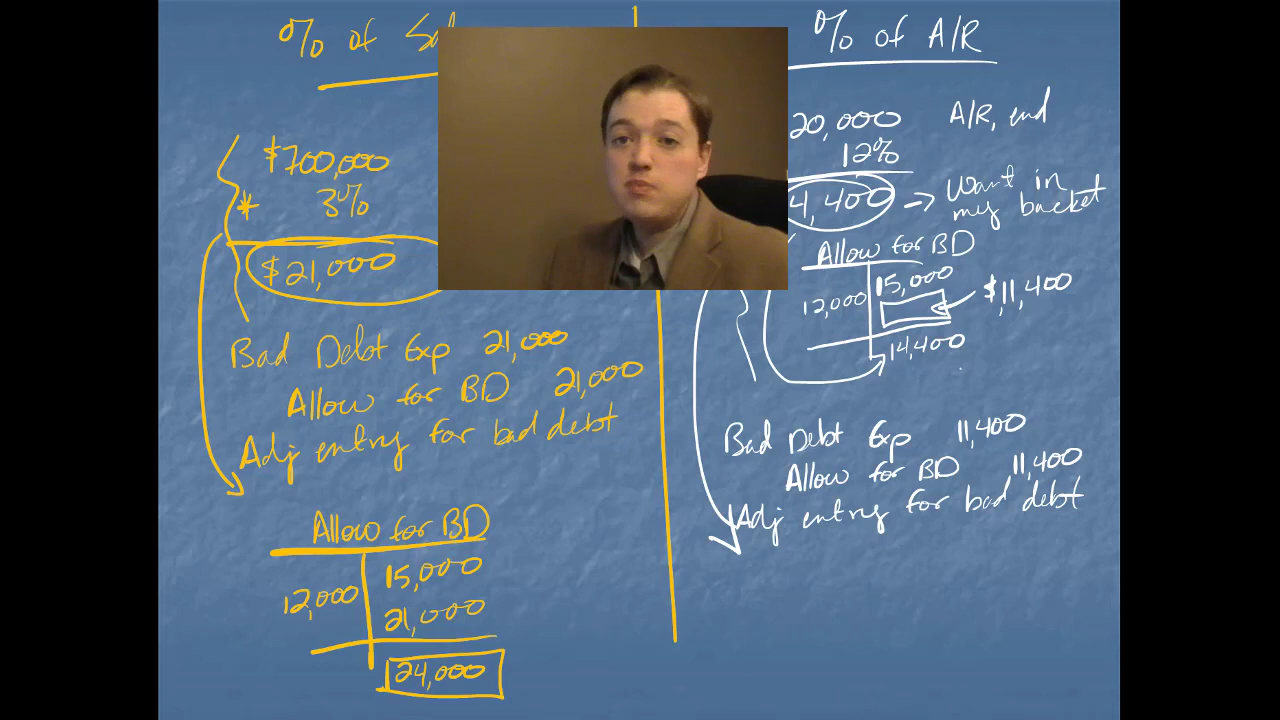 % of
$700,000
* 3%
$21,000
Bad Debt Exp 21,000
Allow for BD 21,000
Adj entry for bad debt
Allow for BD
15,000
12,000
21,000
24,000
% of A/R
20,000 A/R, end
12%
4,400 → Want in
my bucket
Allow for BD
15,000
12,000
$11,400
14,400
Bad Debt Exp 11,400
Allow for BD 11,400
Adj entry for bad debt